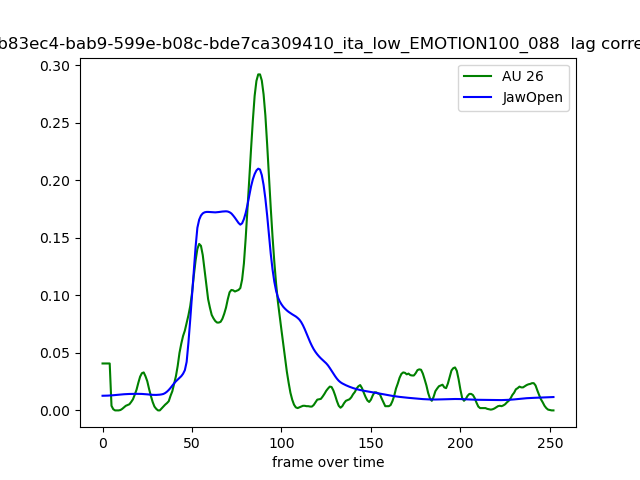 b83ec4-bab9-599e-b08c-bde7ca309410_ita_low_EMOTION100_088 lag corre
AU 26
JawOpen
0.30
0.25
0.20
0.15
0.10
0.05
0.00
0 50 100 150 200 250
frame over time